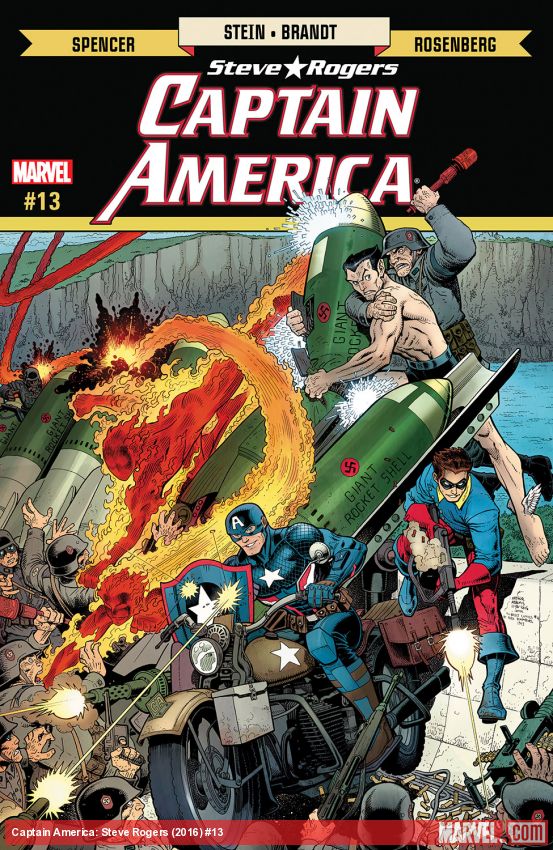 SPENCER
STEIN • BRANDT
ROSENBERG
Steve★Rogers
CAPTAIN
AMERICA
MARVEL
#13
GIANT
ROCKET
GIANT
ROCKET SHELL
GIANT
A
Captain America: Steve Rogers (2016) #13
MARVEL.com